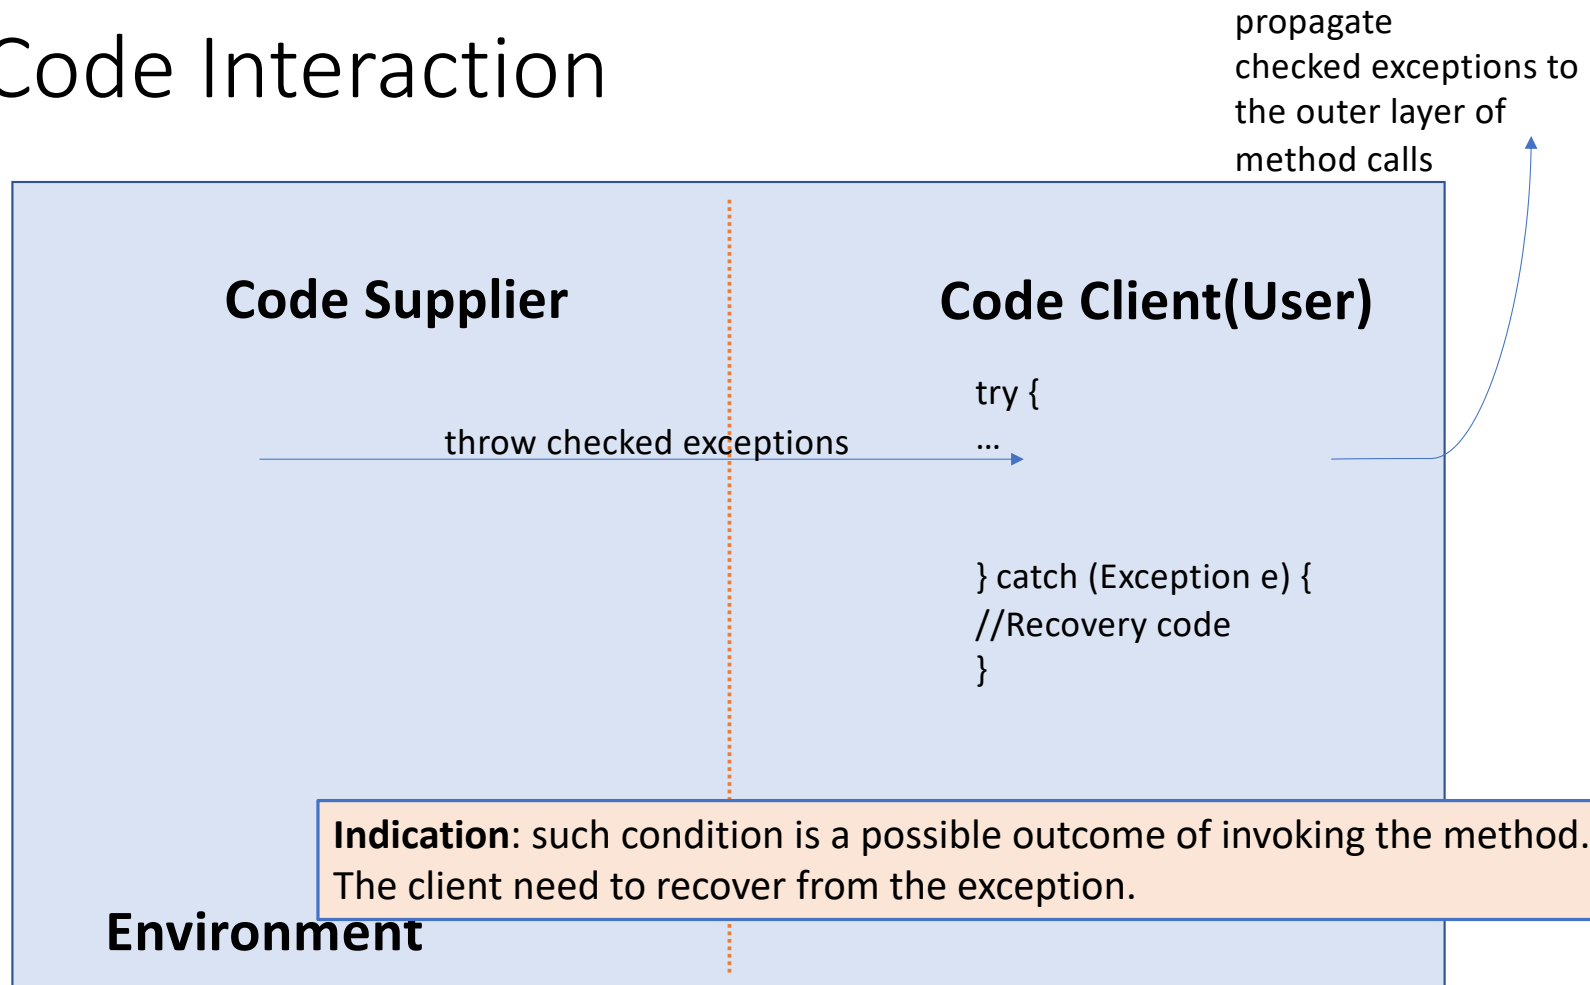 Code Interaction
propagate
checked exceptions to
the outer layer of
method calls
Code Supplier
Code Client(User)
try {
throw checked exceptions
...
} catch (Exception e) {
//Recovery code
}
Indication: such condition is a possible outcome of invoking the method.
The client need to recover from the exception.
Environment